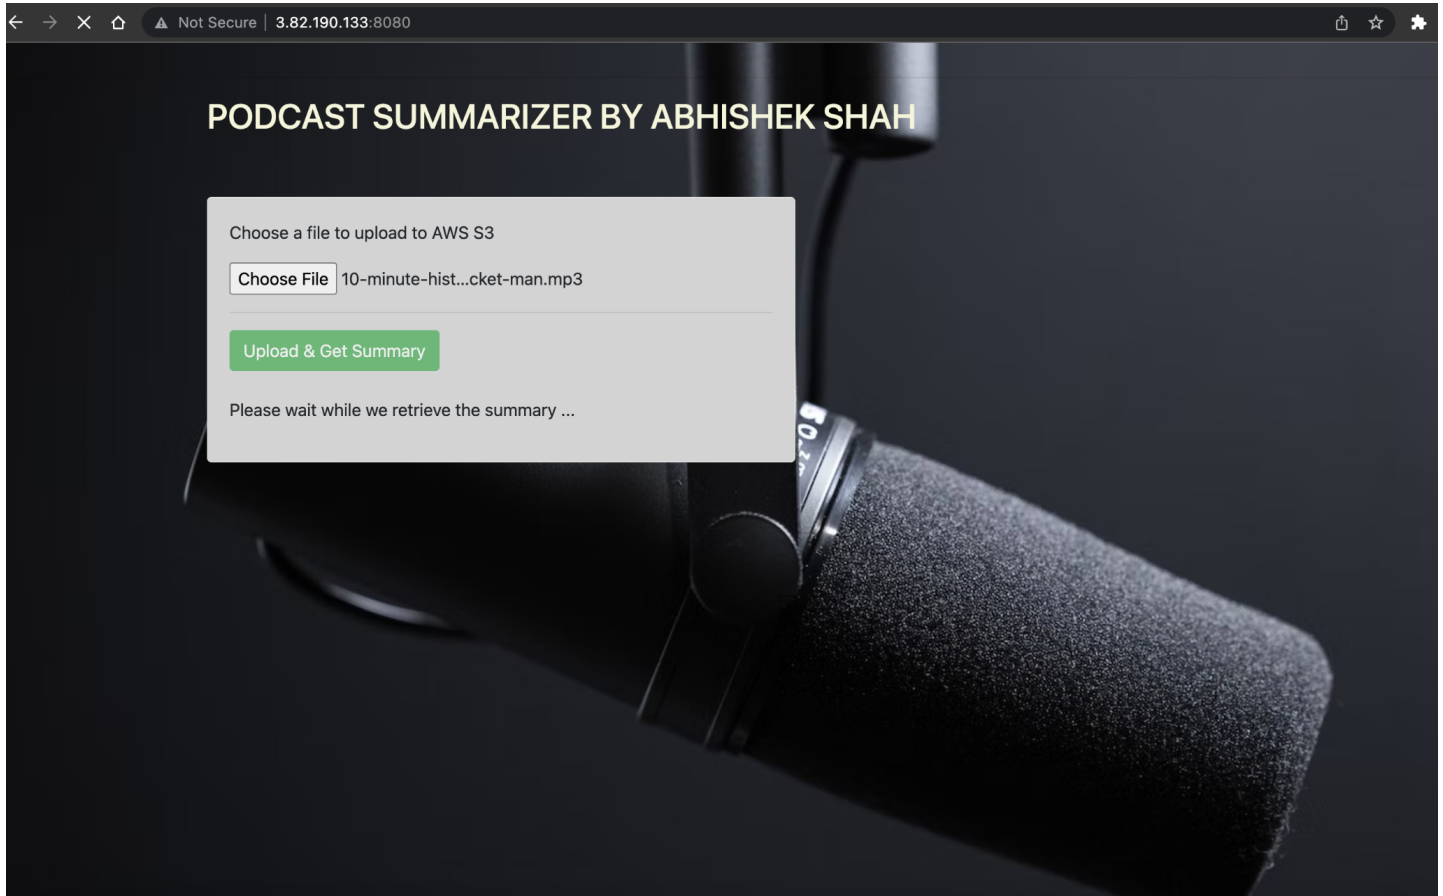 Not Secure 3.82.190.133:8080
PODCAST SUMMARIZER BY ABHISHEK SHAH
Choose a file to upload to AWS S3
Choose File 10-minute-hist...cket-man.mp3
Upload & Get Summary
Please wait while we retrieve the summary ...